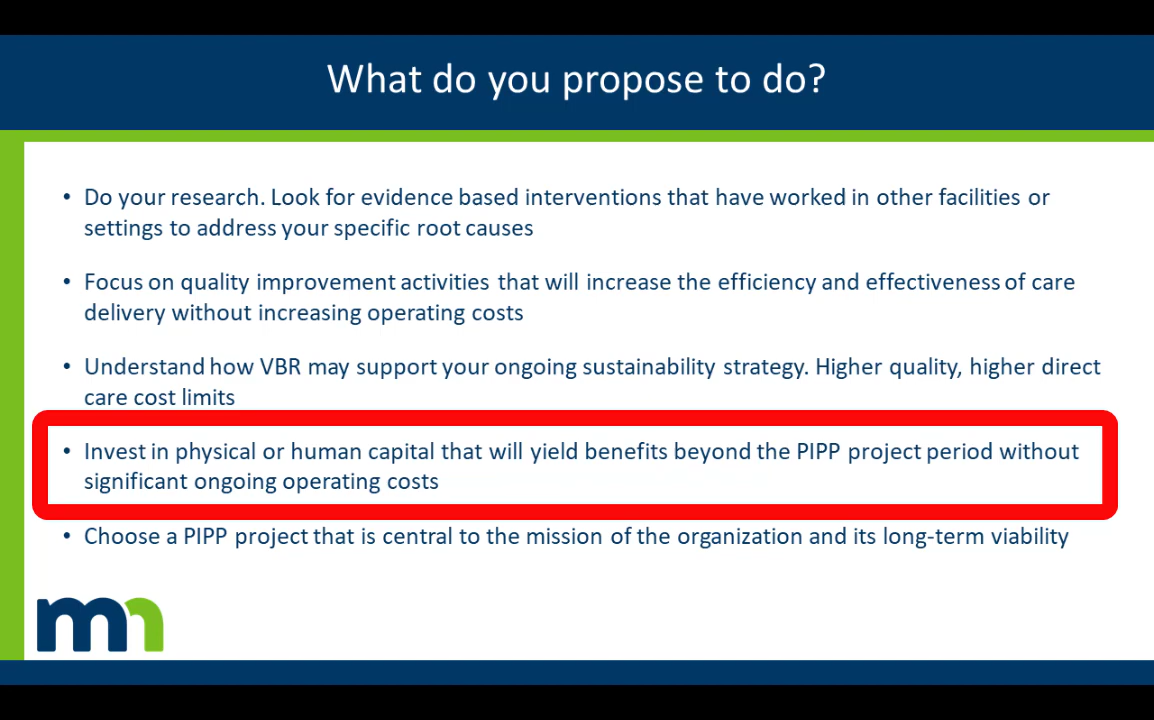 What do you propose to do?
• Do your research. Look for evidence based interventions that have worked in other facilities or
settings to address your specific root causes
• Focus on quality improvement activities that will increase the efficiency and effectiveness of care
delivery without increasing operating costs
• Understand how VBR may support your ongoing sustainability strategy. Higher quality, higher direct
care cost limits
• Invest in physical or human capital that will yield benefits beyond the PIPP project period without
significant ongoing operating costs
• Choose a PIPP project that is central to the mission of the organization and its long-term viability
mn